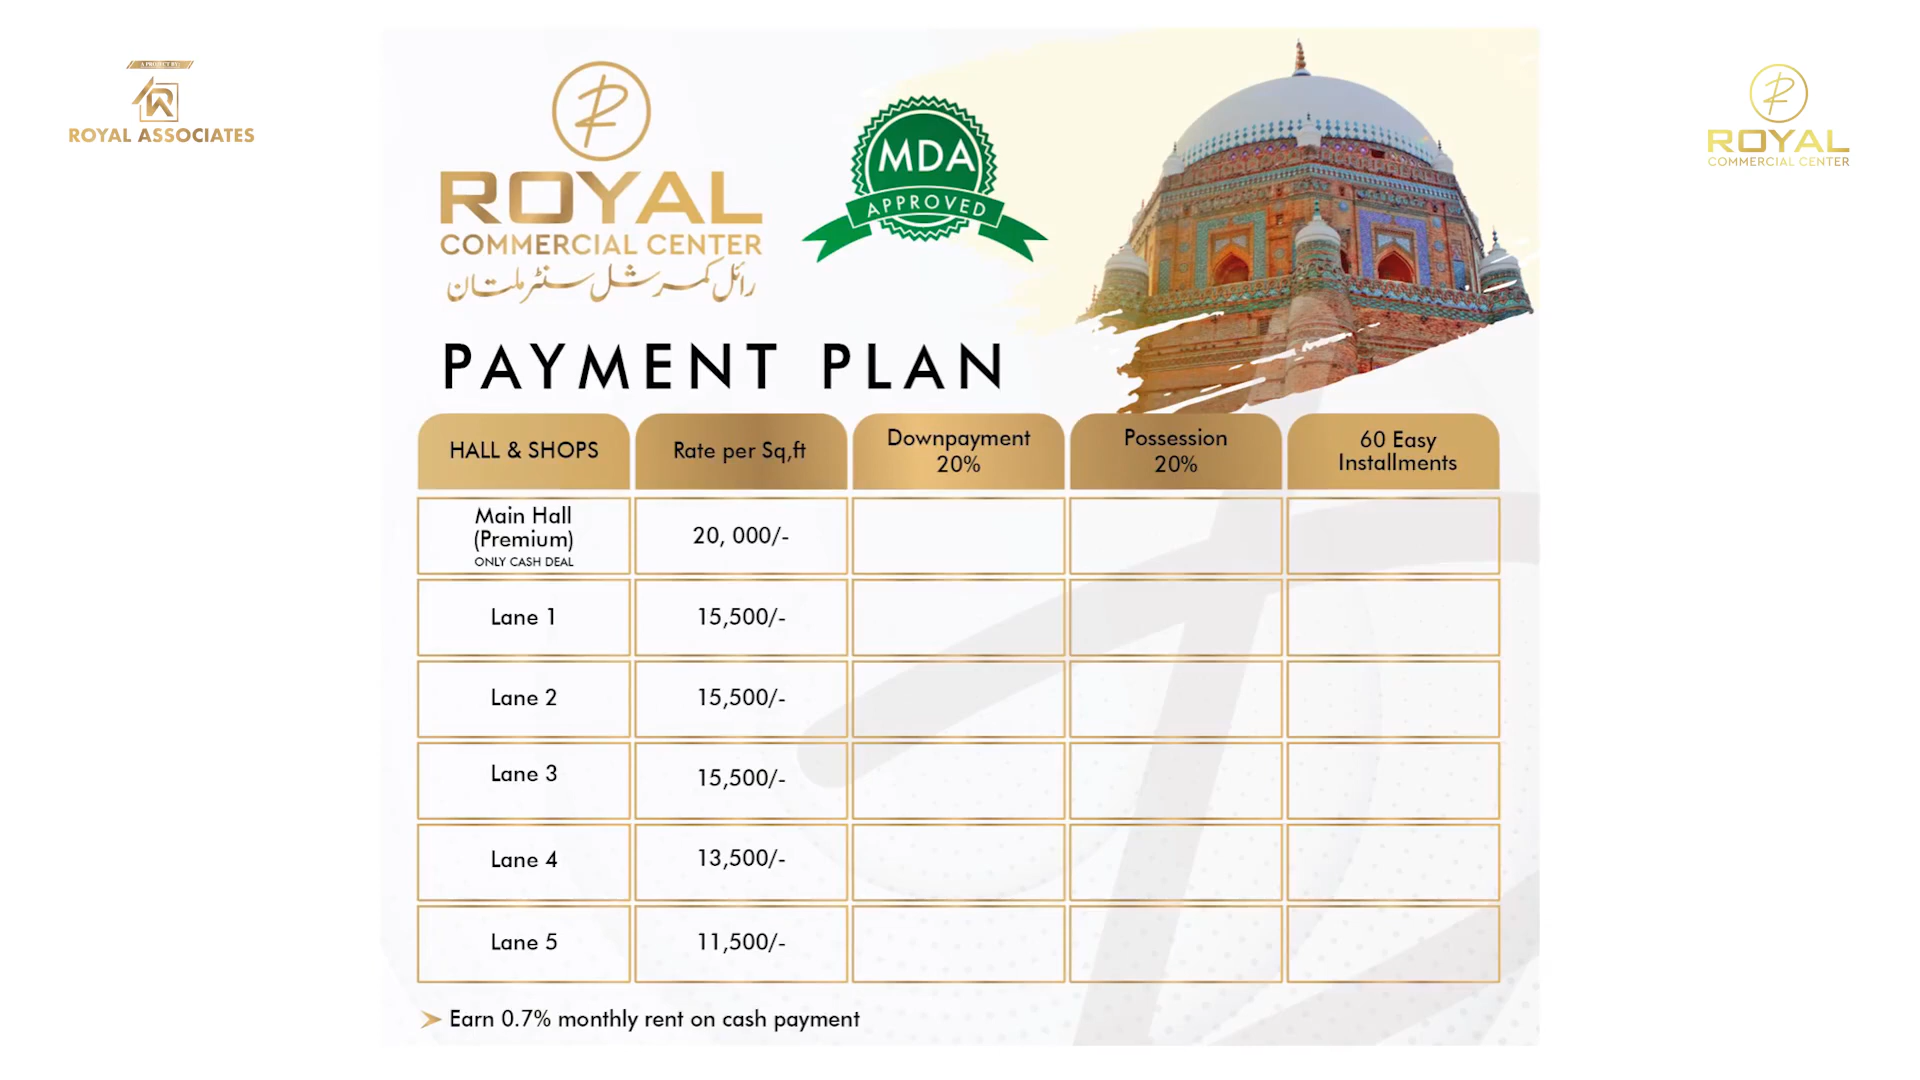 A PROJECT BY
ROYAL ASSOCIATES
ROYAL
COMMERCIAL CENTER
رائل کمرشل سنٹر ملتان
MDA
APPROVED
ROYAL
COMMERCIAL CENTER
PAYMENT PLAN
HALL & SHOPS
Rate per Sq,ft
Downpayment
20%
Possession
20%
60 Easy
Installments
Main Hall
(Premium)
ONLY CASH DEAL
20, 000/-
Lane 1
15,500/-
Lane 2
15,500/-
Lane 3
15,500/-
Lane 4
13,500/-
Lane 5
11,500/-
Earn 0.7% monthly rent on cash payment